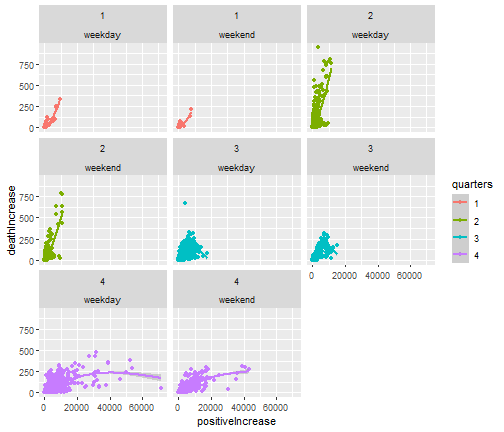 1 1 2
weekday weekend weekday
750
500
250
0
2 3 3
weekend weekday weekend
750
500
250
0
0 20000 40000 60000
4 4
weekday weekend
750
500
250
0
0 20000 40000 60000 0 20000 40000 60000
positiveIncrease
deathIncrease
quarters
1
2
3
4